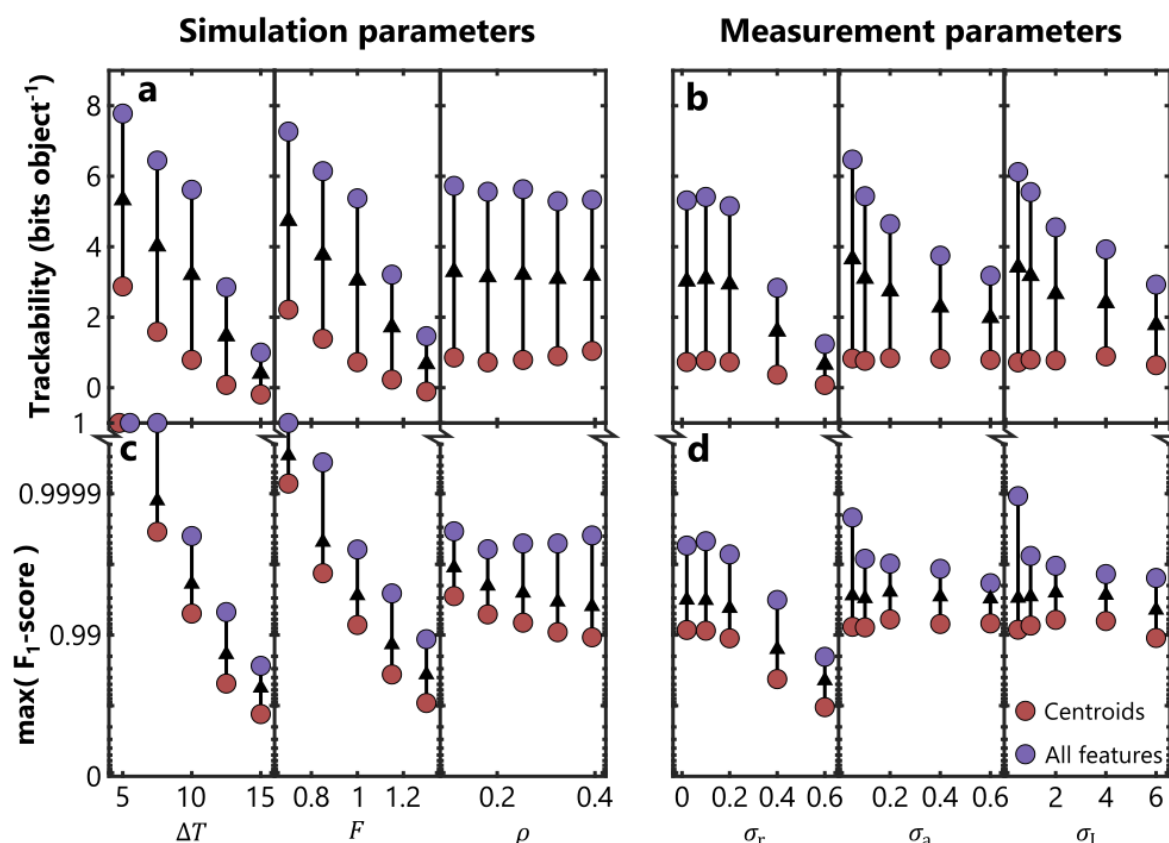 Simulation parameters
Measurement parameters
a
b
Trackability (bits object⁻¹)
8
6
4
2
0
1
c
d
max( F₁-score )
0.9999
0.99
0
Centroids
All features
5 10 15 0.8 1 1.2 0.2 0.4 0 0.2 0.4 0.6 0.2 0.4 0.6 2 4 6
ΔT F ρ σᵣ σₐ σ_I